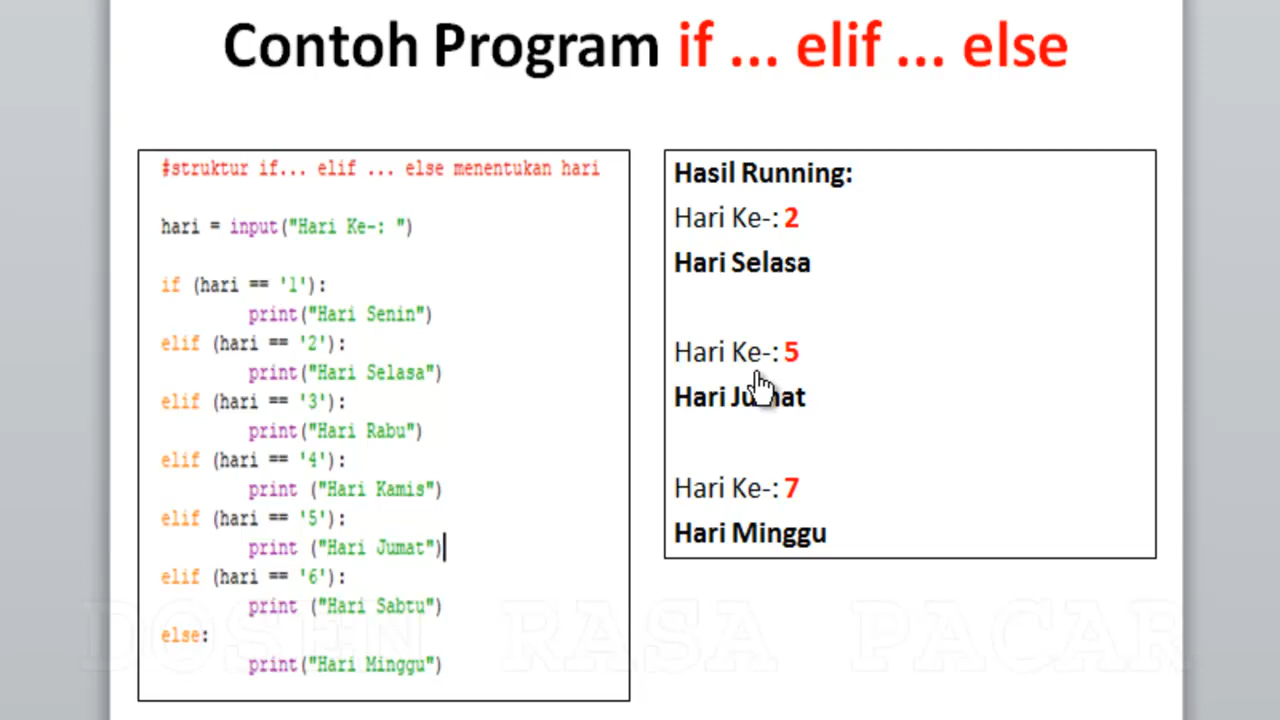 Contoh Program if ... elif ... else
#struktur if... elif ... else menentukan hari
hari = input("Hari Ke-: ")
if (hari == '1'):
print("Hari Senin")
elif (hari == '2'):
print("Hari Selasa")
elif (hari == '3'):
print("Hari Rabu")
elif (hari == '4'):
print ("Hari Kamis")
elif (hari == '5'):
print ("Hari Jumat")
elif (hari == '6'):
print ("Hari Sabtu")
else:
print("Hari Minggu")
Hasil Running:
Hari Ke-: 2
Hari Selasa
Hari Ke-: 5
Hari Jumat
Hari Ke-: 7
Hari Minggu
DOSEN RASA PACAR